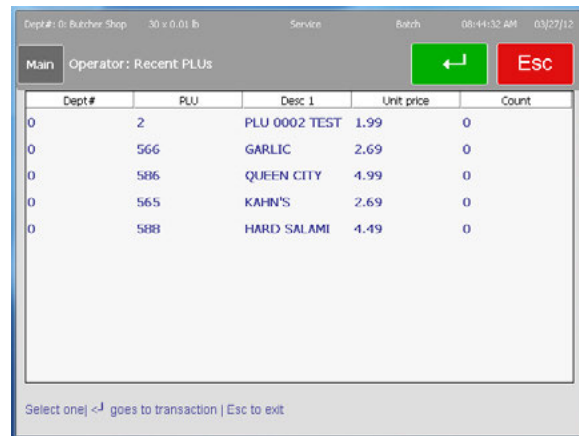 Dept#: 0: Butcher Shop 30 x 0.01 lb Service Batch 08:44:32 AM 03/27/12
Main Operator: Recent PLUs Esc
Dept# PLU Desc 1 Unit price Count
0 2 PLU 0002 TEST 1.99 0
0 566 GARLIC 2.69 0
0 586 QUEEN CITY 4.99 0
0 565 KAHN'S 2.69 0
0 588 HARD SALAMI 4.49 0
Select one| <┘ goes to transaction | Esc to exit